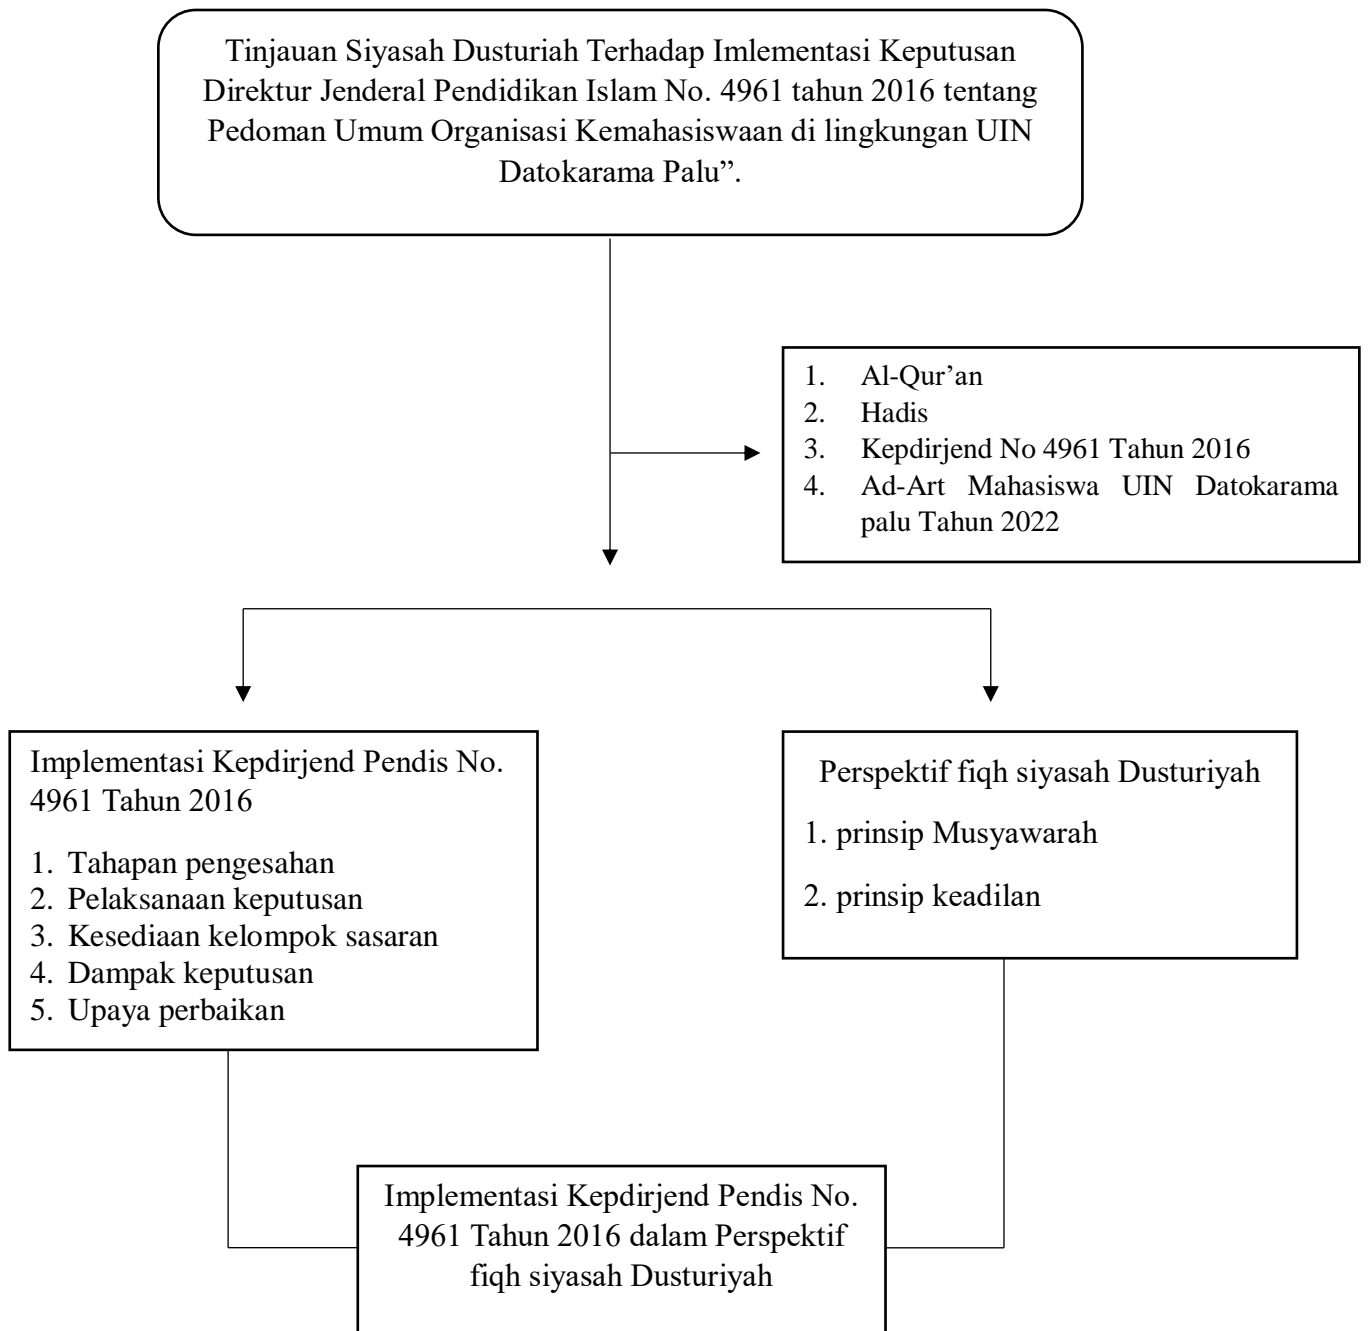 Tinjauan Siyasah Dusturiah Terhadap Imlementasi Keputusan
Direktur Jenderal Pendidikan Islam No. 4961 tahun 2016 tentang
Pedoman Umum Organisasi Kemahasiswaan di lingkungan UIN
Datokarama Palu”.
1. Al-Qur’an
2. Hadis
3. Kepdirjend No 4961 Tahun 2016
4. Ad-Art Mahasiswa UIN Datokarama
palu Tahun 2022
Implementasi Kepdirjend Pendis No.
4961 Tahun 2016
1. Tahapan pengesahan
2. Pelaksanaan keputusan
3. Kesediaan kelompok sasaran
4. Dampak keputusan
5. Upaya perbaikan
Perspektif fiqh siyasah Dusturiyah
1. prinsip Musyawarah
2. prinsip keadilan
Implementasi Kepdirjend Pendis No.
4961 Tahun 2016 dalam Perspektif
fiqh siyasah Dusturiyah